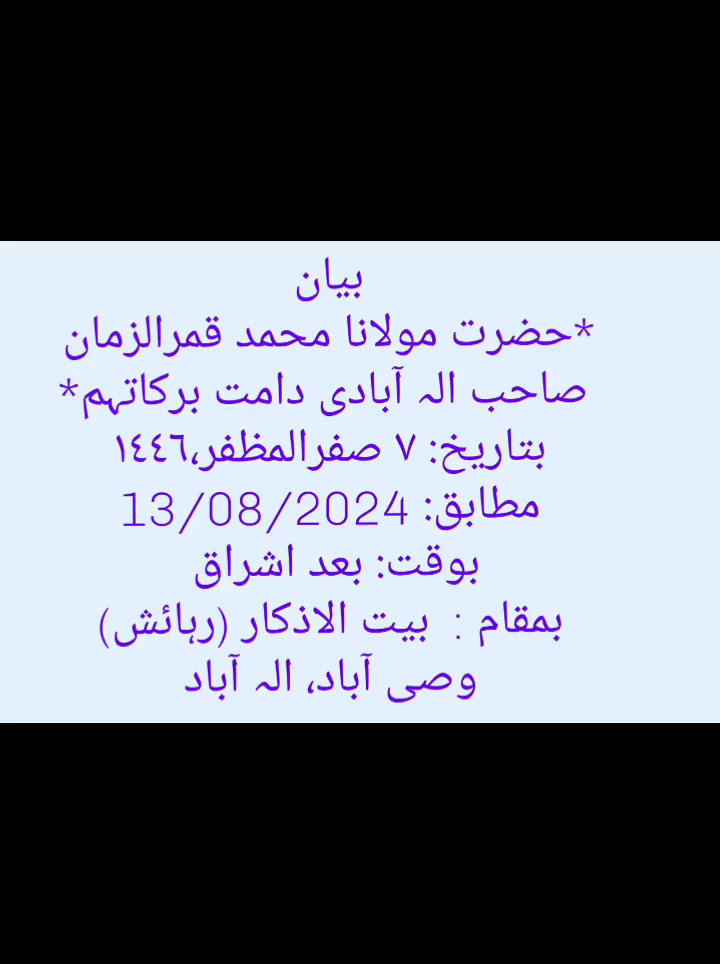 بیان
*حضرت مولانا محمد قمرالزمان
صاحب الہ آبادی دامت برکاتہم*
بتاریخ: ٧ صفرالمظفر،١٤٤٦
مطابق: 13/08/2024
بوقت: بعد اشراق
بمقام : بیت الاذکار (رہائش)
وصی آباد، الہ آباد